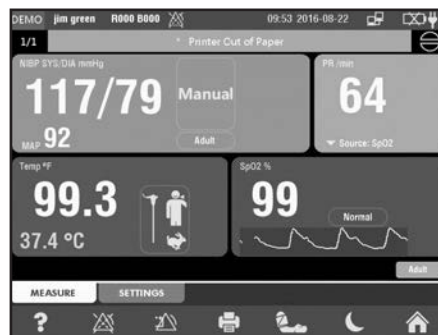 DEMO jim green R000 B000 09:53 2016-08-22
1/1 * Printer Cut of Paper
NIBP SYS/DIA mmHg
117/79
Manual
MAP 92
Adult
PR /min
64
Source: SpO2
Temp °F
99.3
37.4 °C
SpO2 %
99
Normal
Adult
MEASURE SETTINGS
?